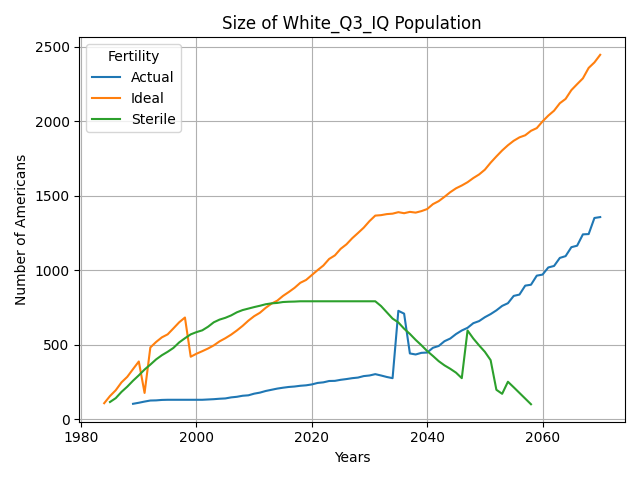 Size of White_Q3_IQ Population
Fertility
Actual
Ideal
Sterile
Number of Americans
2500
2000
1500
1000
500
0
1980
2000
2020
2040
2060
Years